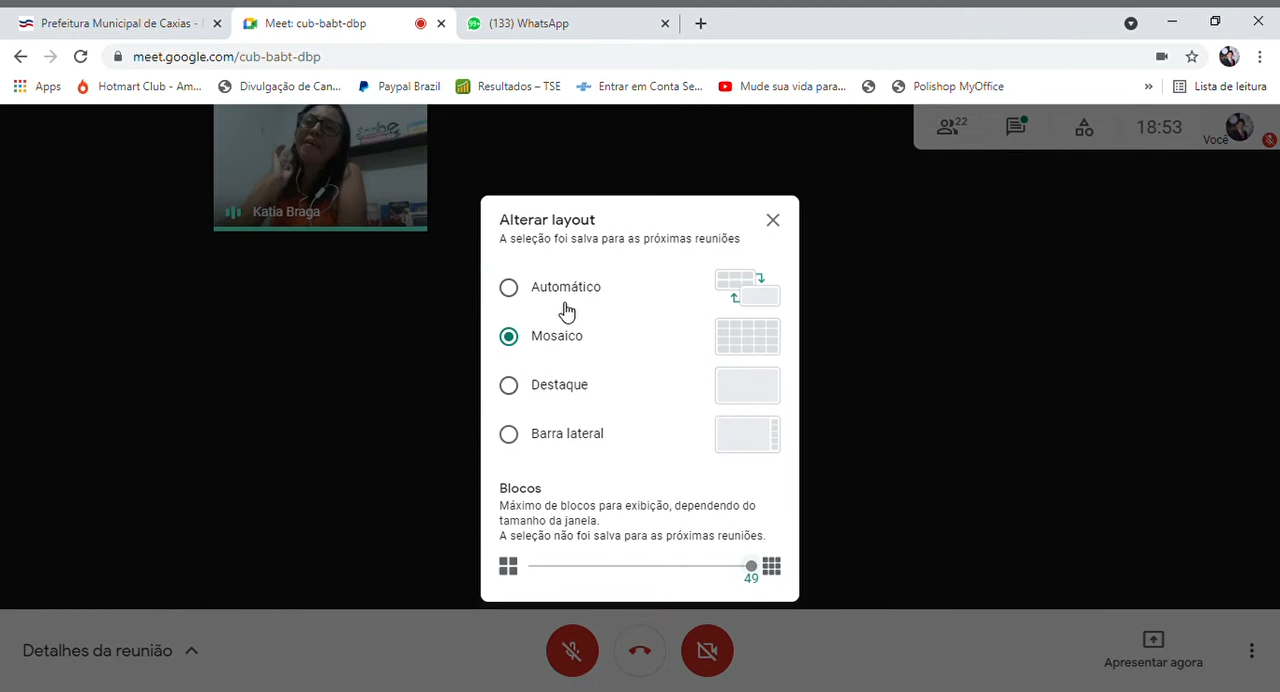 Prefeitura Municipal de Caxias -
Meet: cub-babt-dbp
99+
(133) WhatsApp
meet.google.com/cub-babt-dbp
Apps
Hotmart Club - Am...
Divulgação de Can...
Paypal Brazil
Resultados – TSE
Entrar em Conta Se...
Mude sua vida para...
Polishop MyOffice
»
Lista de leitura
Katia Braga
22
18:53
Você
Alterar layout
A seleção foi salva para as próximas reuniões
Automático
Mosaico
Destaque
Barra lateral
Blocos
Máximo de blocos para exibição, dependendo do
tamanho da janela.
A seleção não foi salva para as próximas reuniões.
49
Detalhes da reunião
Apresentar agora